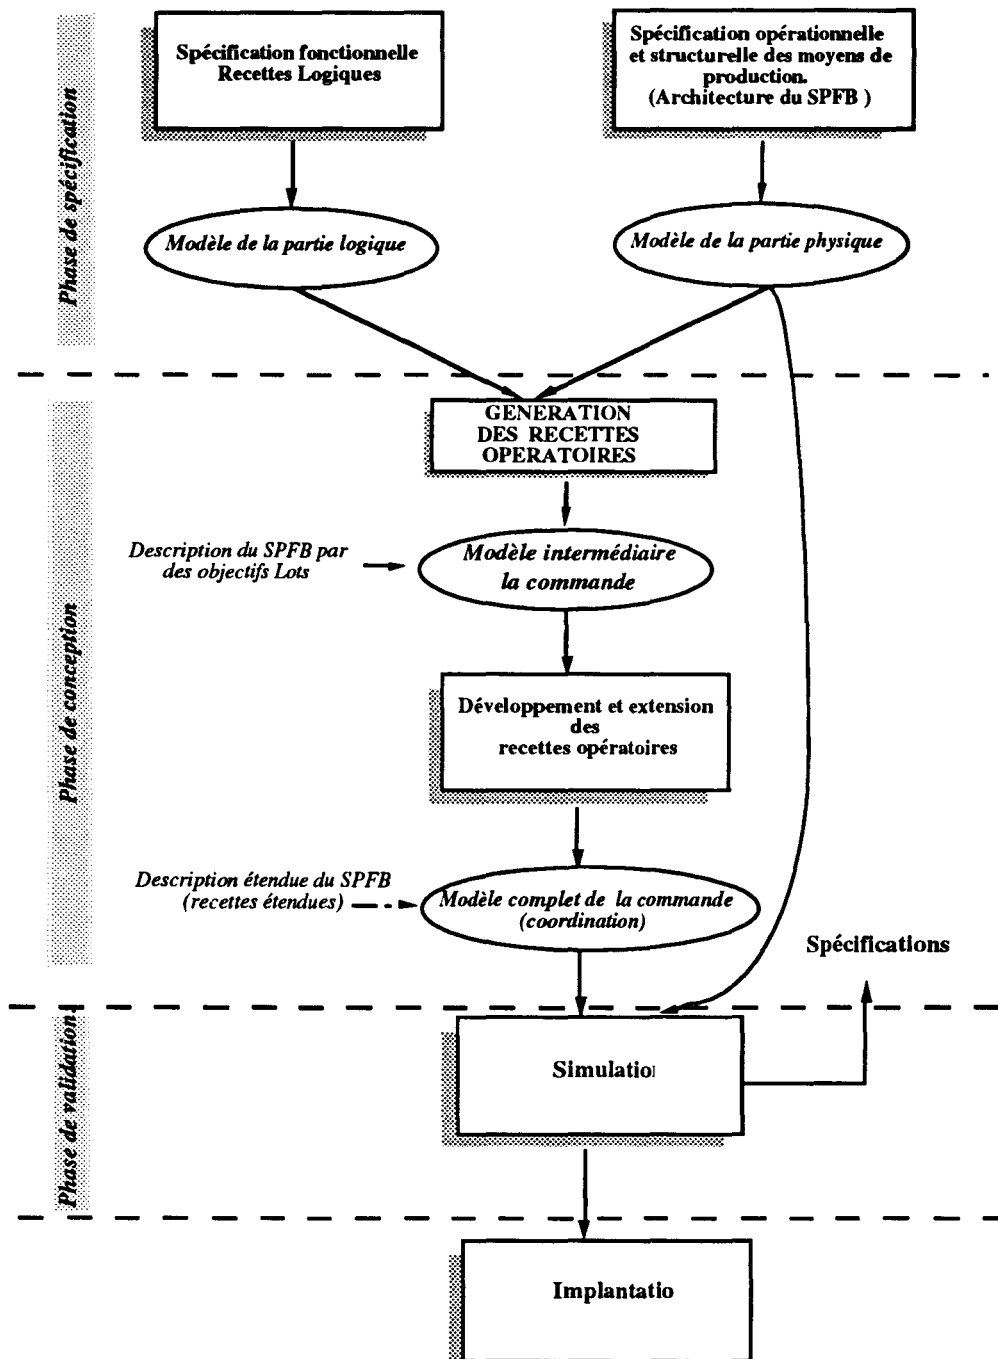 Spécification fonctionnelle
Recettes Logiques
Spécification opérationnelle
et structurelle des moyens de
production.
(Architecture du SPFB )
Phase de spécification
Modèle de la partie logique
Modèle de la partie physique
GENERATION
DES RECETTES
OPERATOIRES
Description du SPFB par
des objectifs Lots
Modèle intermédiaire
la commande
Phase de conception
Développement et extension
des
recettes opératoires
Description étendue du SPFB
(recettes étendues)
Modèle complet de la commande
(coordination)
Spécifications
Phase de validation
Simulatio
Implantatio